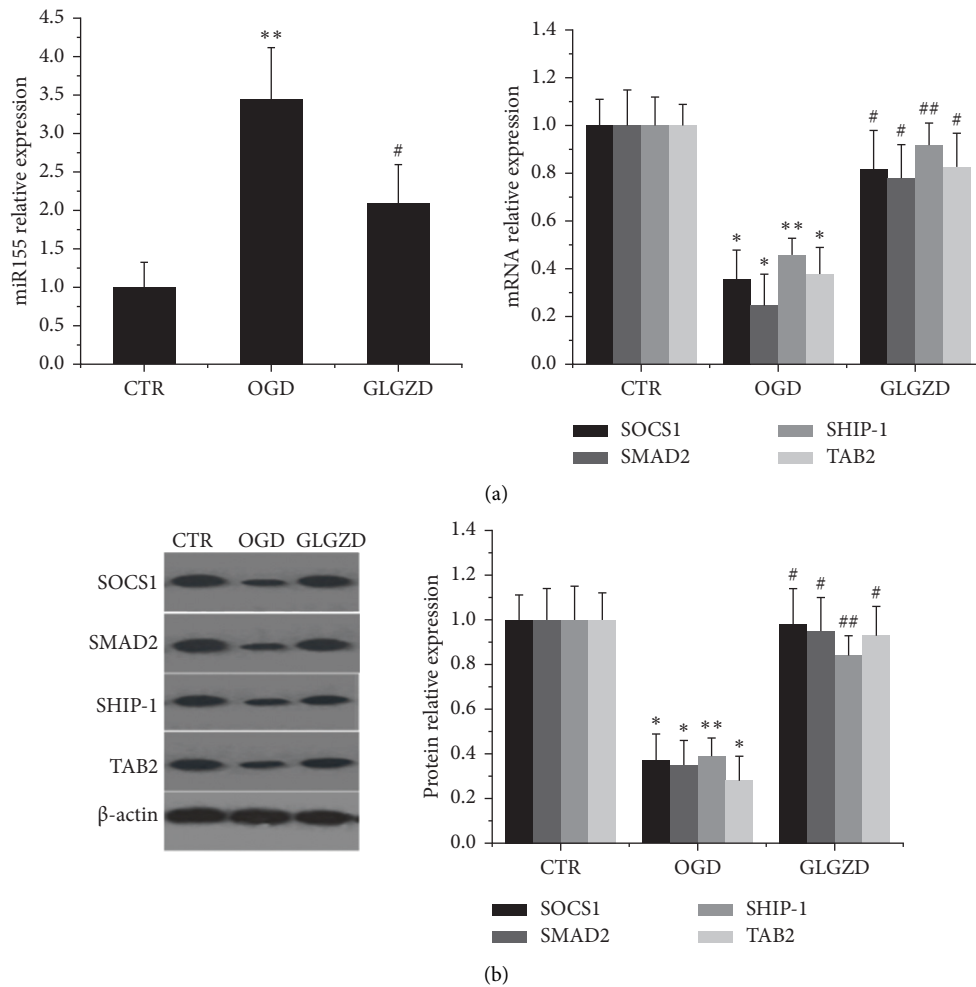 miR155 relative expression
4.5
4.0
3.5
3.0
2.5
2.0
1.5
1.0
0.5
0.0
**
#
CTR OGD GLGZD
mRNA relative expression
1.4
1.2
1.0
0.8
0.6
0.4
0.2
0.0
* * ** *
# # ## #
CTR OGD GLGZD
SOCS1 SHIP-1
SMAD2 TAB2
(a)
CTR OGD GLGZD
SOCS1
SMAD2
SHIP-1
TAB2
β-actin
Protein relative expression
1.4
1.2
1.0
0.8
0.6
0.4
0.2
0.0
* * ** *
# # ## #
CTR OGD GLGZD
SOCS1 SHIP-1
SMAD2 TAB2
(b)